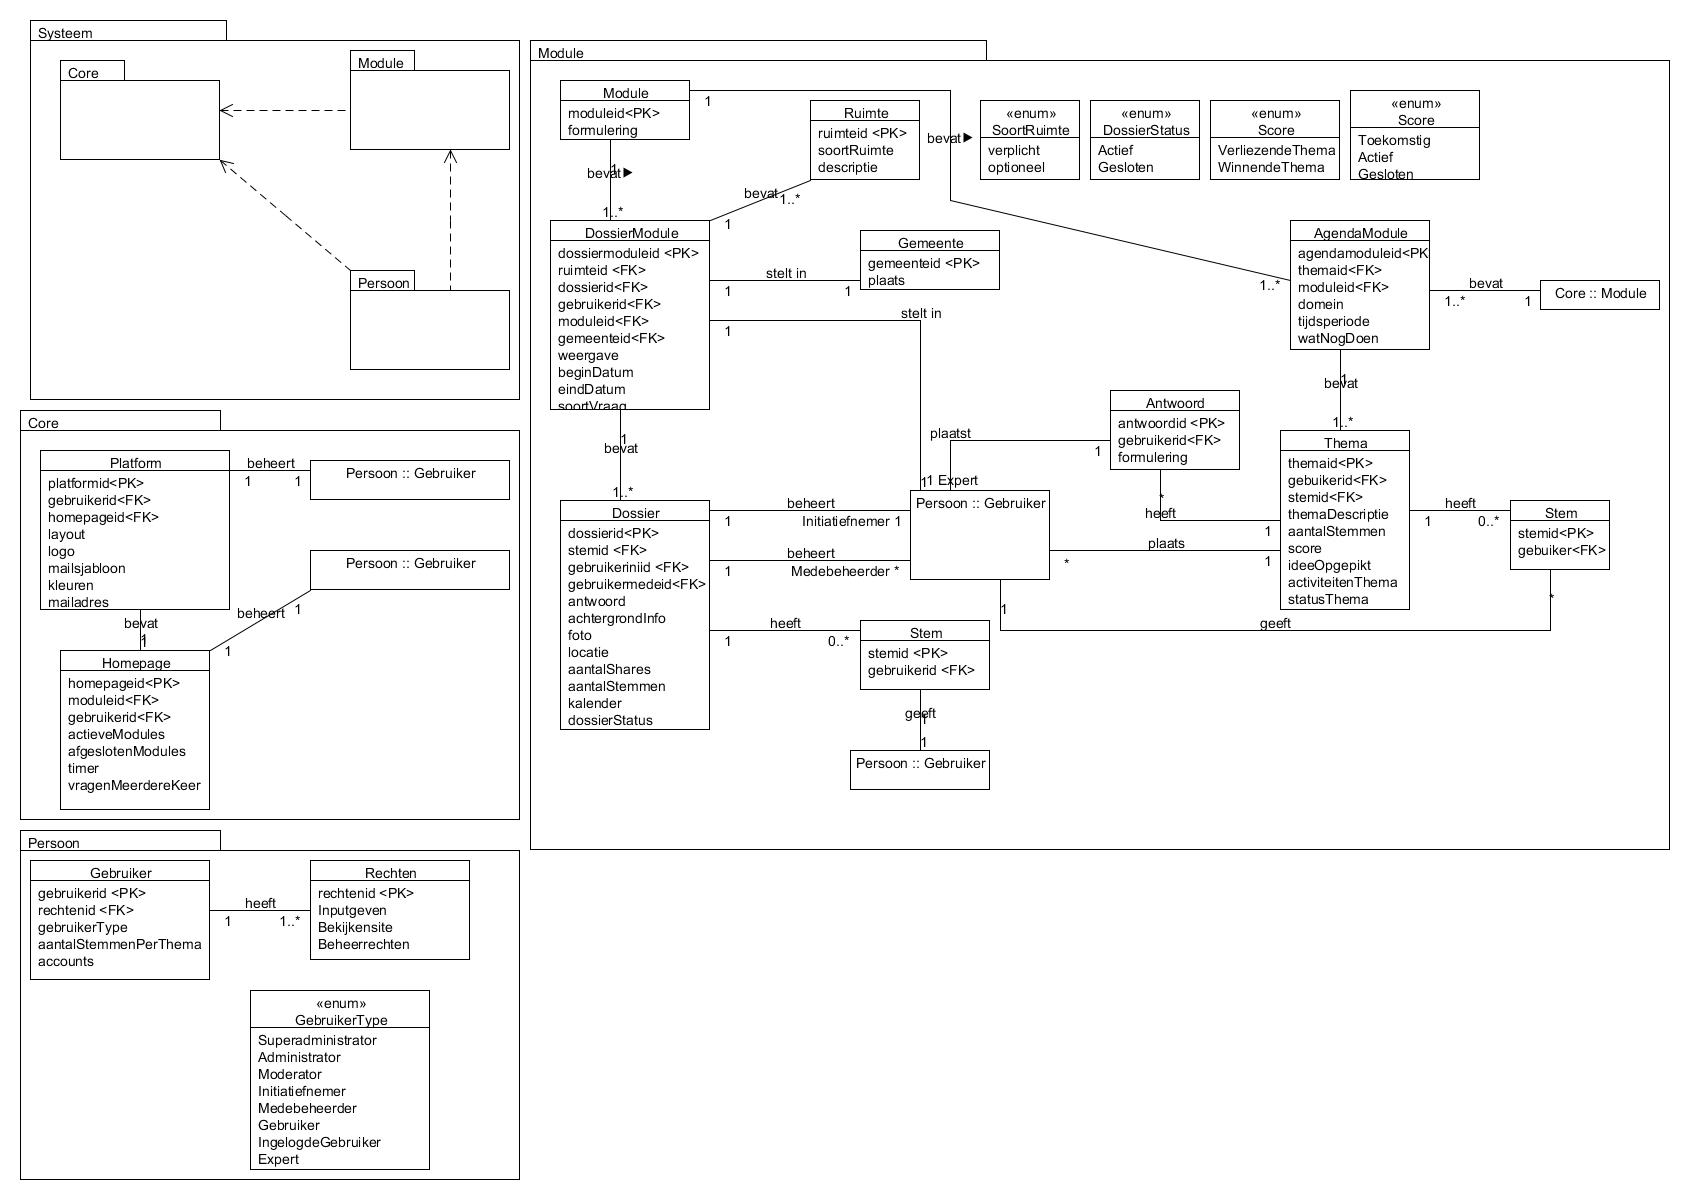 Systeem
Core
Module
Persoon
Core
Platform
platformid<PK>
gebruikerid<FK>
homepageid<FK>
layout
logo
mailsjabloon
kleuren
mailadres
beheert
1 1
Persoon :: Gebruiker
Persoon :: Gebruiker
beheert
1
1
bevat
1
1
Homepage
homepageid<PK>
moduleid<FK>
gebruikerid<FK>
actieveModules
afgeslotenModules
timer
vragenMeerdereKeer
Persoon
Gebruiker
gebruikerid <PK>
rechtenid <FK>
gebruikerType
aantalStemmenPerThema
accounts
heeft
1 1..*
Rechten
rechtenid <PK>
Inputgeven
Bekijkensite
Beheerrechten
«enum»
GebruikerType
Superadministrator
Administrator
Moderator
Initiatiefnemer
Medebeheerder
Gebruiker
IngelogdeGebruiker
Expert
Module
Module
moduleid<PK>
formulering
1
bevat
1
bevat
1..*
Ruimte
ruimteid <PK>
soortRuimte
descriptie
bevat
1..*
1
«enum»
SoortRuimte
verplicht
optioneel
«enum»
DossierStatus
Actief
Gesloten
«enum»
Score
VerliezendeThema
WinnendeThema
«enum»
Score
Toekomstig
Actief
Gesloten
DossierModule
dossiermoduleid <PK>
ruimteid <FK>
dossierid<FK>
gebruikerid<FK>
moduleid<FK>
gemeenteid<FK>
weergave
beginDatum
eindDatum
soortVraag
stelt in
1 1
Gemeente
gemeenteid <PK>
plaats
stelt in
1
1
AgendaModule
agendamoduleid<PK
themaid<FK>
moduleid<FK>
domein
tijdsperiode
watNogDoen
1..*
bevat
1..* 1
Core :: Module
bevat
1
1..*
Antwoord
antwoordid <PK>
gebruikerid<FK>
formulering
plaatst
1
1 Expert
*
heeft
1
Thema
themaid<PK>
gebuikerid<FK>
stemid<FK>
themaDescriptie
aantalStemmen
score
ideeOpgepikt
activiteitenThema
statusThema
heeft
1 0..*
Stem
stemid<PK>
gebuiker<FK>
bevat
1
1..*
Dossier
dossierid<PK>
stemid <FK>
gebruikeriniid <FK>
gebruikermedeid<FK>
antwoord
achtergrondInfo
foto
locatie
aantalShares
aantalStemmen
kalender
dossierStatus
beheert
1 Initiatiefnemer 1
beheert
1 Medebeheerder *
Persoon :: Gebruiker
plaats
* 1
1
geeft
*
heeft
1 0..*
Stem
stemid <PK>
gebruikerid <FK>
geeft
1
1
Persoon :: Gebruiker